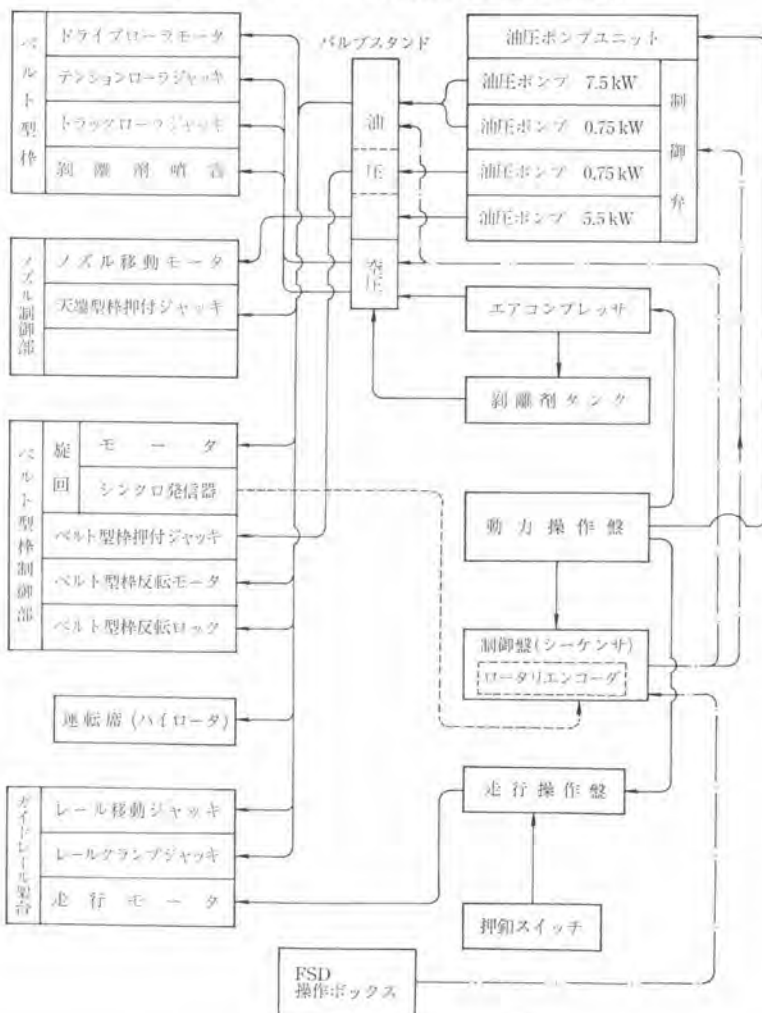 ベルト型枠
ドライブローラモータ
テンションローラジャッキ
トラックローラジャッキ
剥離剤噴霧
ノズル制御部
ノズル移動モータ
天端型枠押付ジャッキ
ベルト型枠制御部
旋回
モータ
シンクロ発信器
ベルト型枠押付ジャッキ
ベルト型枠反転モータ
ベルト型枠反転ロック
運転席(ハイロータ)
ガイドレール架台
レール移動ジャッキ
レールクランプジャッキ
走行モータ
バルブスタンド
油
圧
空圧
油圧ポンプユニット
油圧ポンプ 7.5kW
油圧ポンプ 0.75kW
油圧ポンプ 0.75kW
油圧ポンプ 5.5kW
制御弁
エアコンプレッサ
剥離剤タンク
動力操作盤
制御盤(シーケンサ)
ロータリエンコーダ
走行操作盤
押釦スイッチ
FSD
操作ボックス